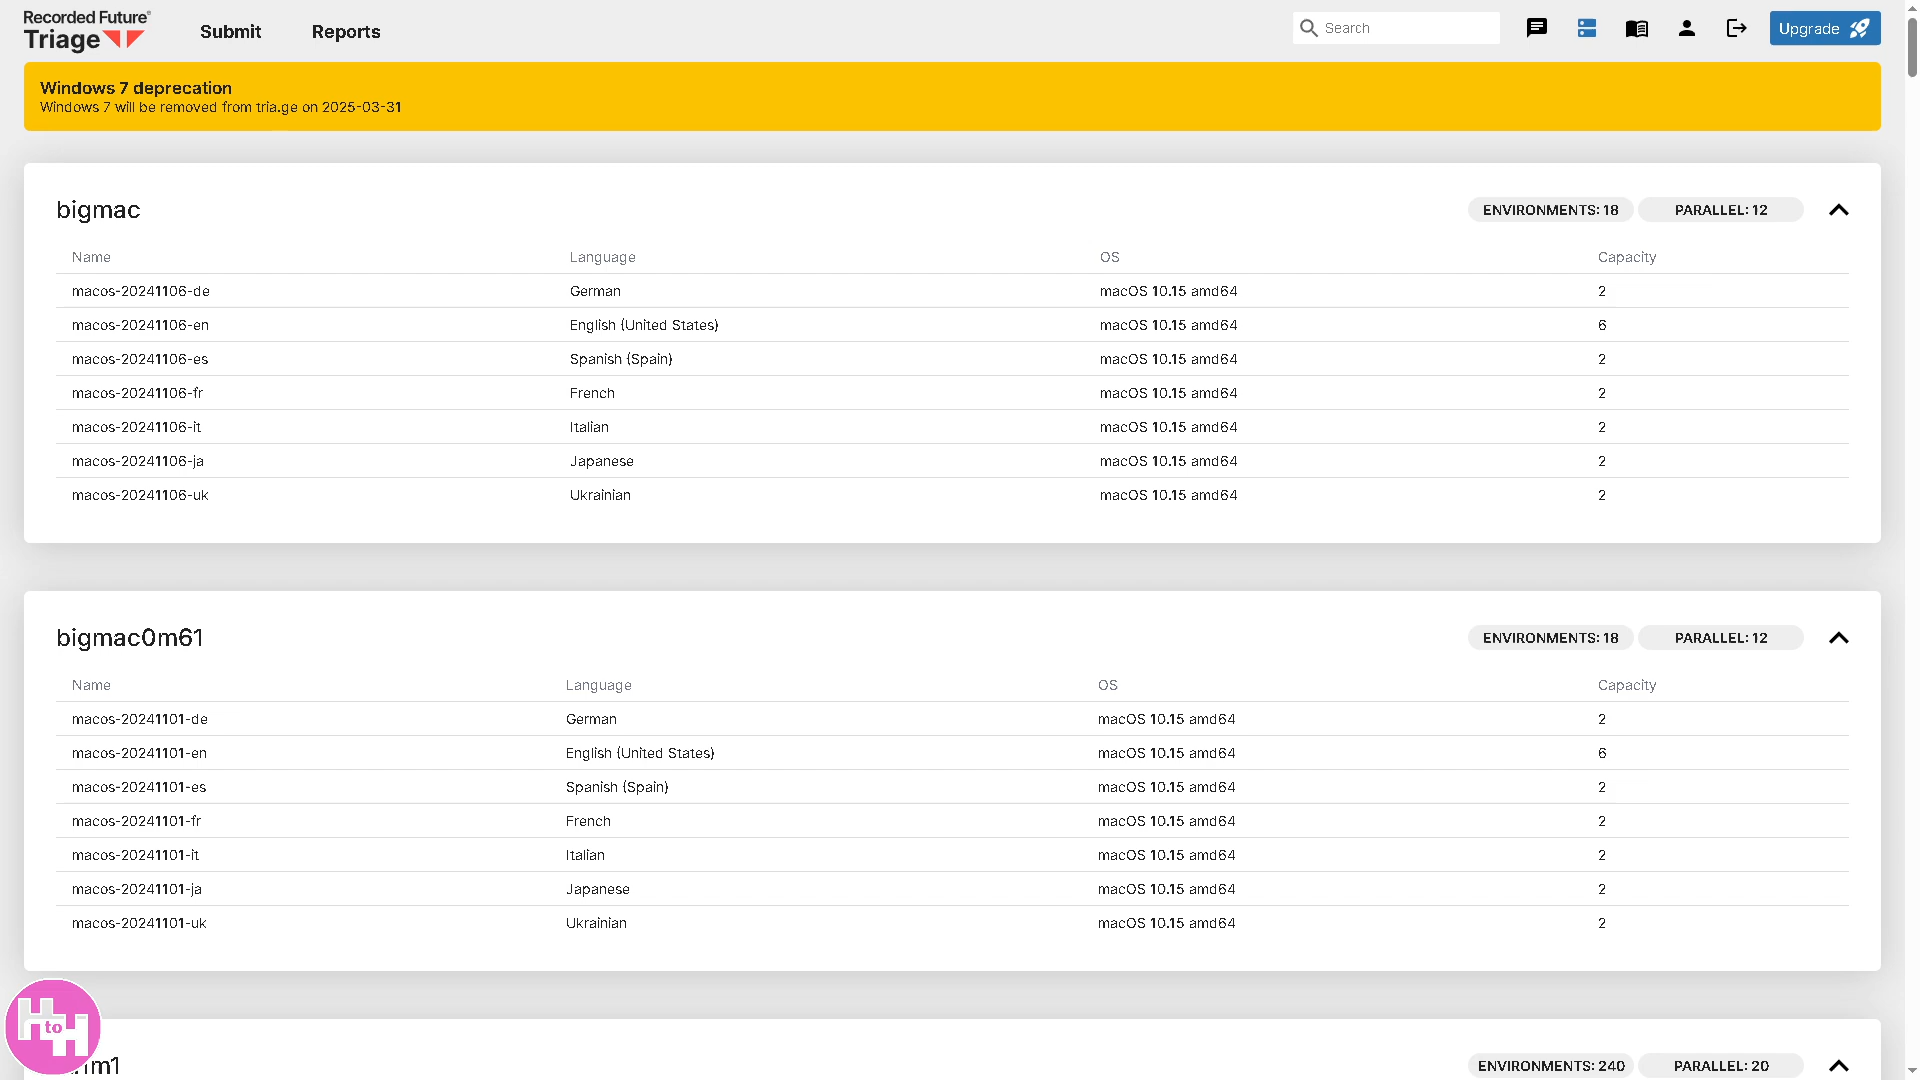 Recorded Future®
Triage
Submit
Reports
Search
Upgrade
Windows 7 deprecation
Windows 7 will be removed from tria.ge on 2025-03-31
bigmac
ENVIRONMENTS: 18
PARALLEL: 12
Name Language OS Capacity
macos-20241106-de German macOS 10.15 amd64 2
macos-20241106-en English (United States) macOS 10.15 amd64 6
macos-20241106-es Spanish (Spain) macOS 10.15 amd64 2
macos-20241106-fr French macOS 10.15 amd64 2
macos-20241106-it Italian macOS 10.15 amd64 2
macos-20241106-ja Japanese macOS 10.15 amd64 2
macos-20241106-uk Ukrainian macOS 10.15 amd64 2
bigmac0m61
ENVIRONMENTS: 18
PARALLEL: 12
Name Language OS Capacity
macos-20241101-de German macOS 10.15 amd64 2
macos-20241101-en English (United States) macOS 10.15 amd64 6
macos-20241101-es Spanish (Spain) macOS 10.15 amd64 2
macos-20241101-fr French macOS 10.15 amd64 2
macos-20241101-it Italian macOS 10.15 amd64 2
macos-20241101-ja Japanese macOS 10.15 amd64 2
macos-20241101-uk Ukrainian macOS 10.15 amd64 2
H to H
ENVIRONMENTS: 240
PARALLEL: 20